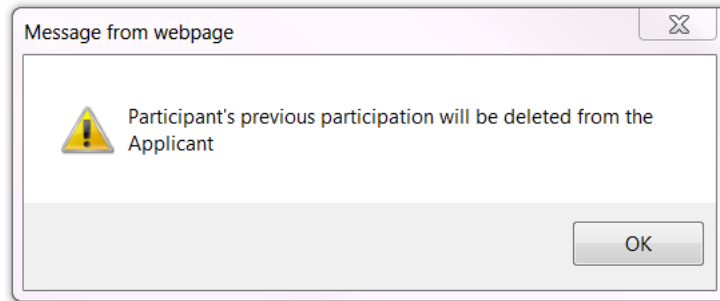 Message from webpage
Participant's previous participation will be deleted from the
Applicant
OK